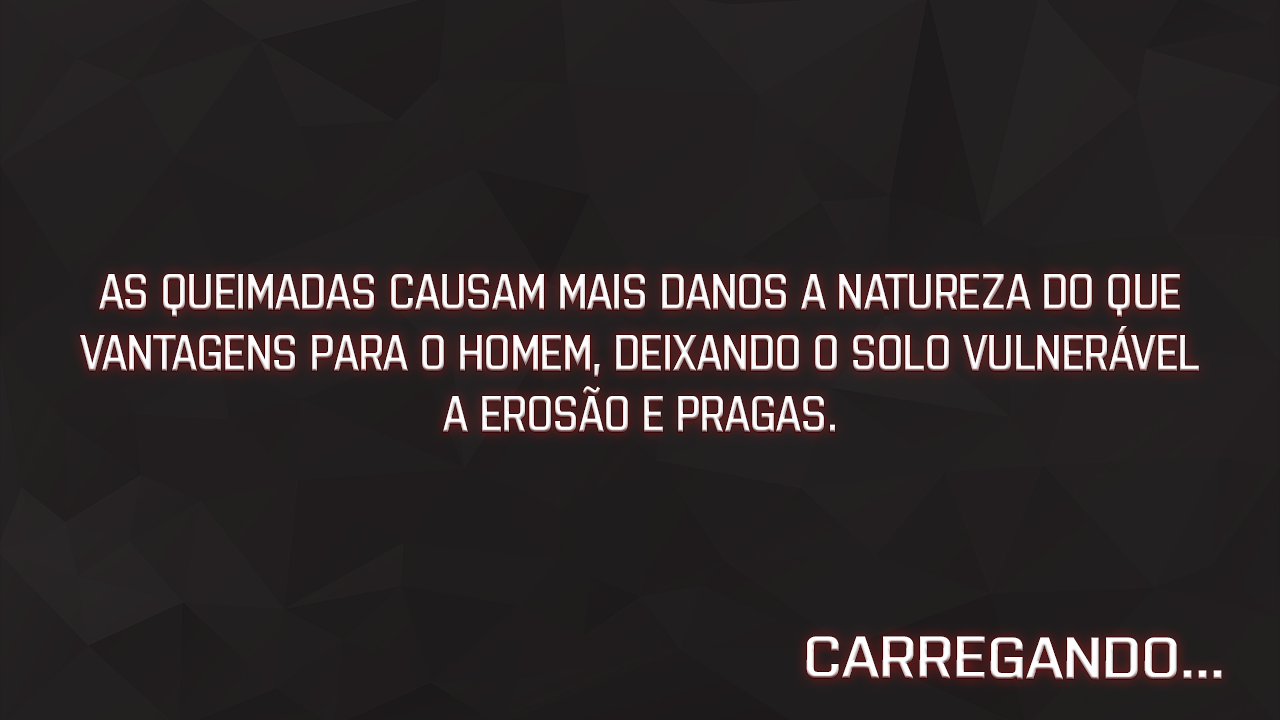 AS QUEIMADAS CAUSAM MAIS DANOS A NATUREZA DO QUE
VANTAGENS PARA O HOMEM, DEIXANDO O SOLO VULNERÁVEL
A EROSÃO E PRAGAS.
CARREGANDO...